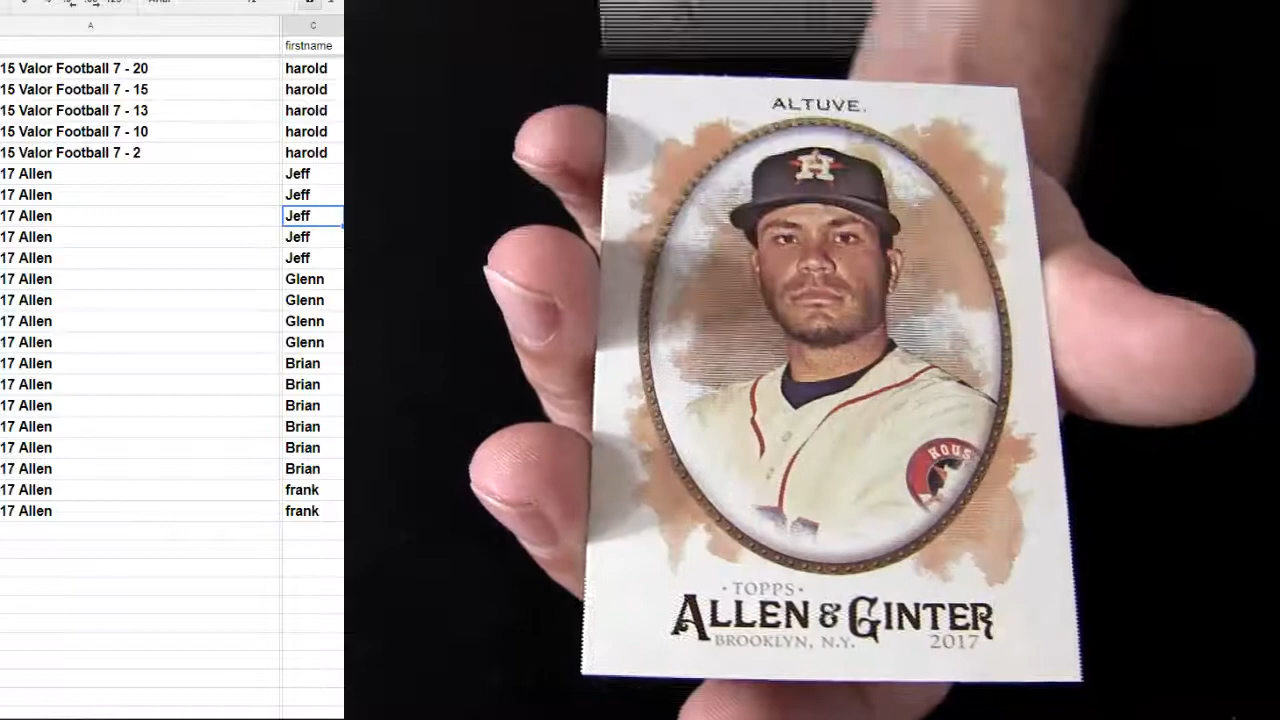 A
C
firstname
15 Valor Football 7 - 20 harold
15 Valor Football 7 - 15 harold
15 Valor Football 7 - 13 harold
15 Valor Football 7 - 10 harold
15 Valor Football 7 - 2 harold
17 Allen Jeff
17 Allen Jeff
17 Allen Jeff
17 Allen Jeff
17 Allen Jeff
17 Allen Glenn
17 Allen Glenn
17 Allen Glenn
17 Allen Glenn
17 Allen Brian
17 Allen Brian
17 Allen Brian
17 Allen Brian
17 Allen Brian
17 Allen Brian
17 Allen frank
17 Allen frank
ALTUVE.
H
HOUS
·TOPPS·
ALLEN & GINTER
BROOKLYN, N.Y. 2017